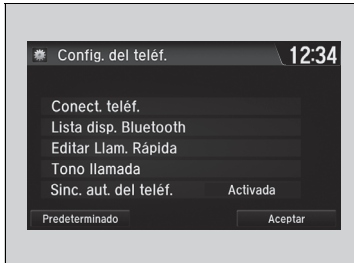 Config. del teléf.
12:34
Conect. teléf.
Lista disp. Bluetooth
Editar Llam. Rápida
Tono llamada
Sinc. aut. del teléf. Activada
Predeterminado Aceptar